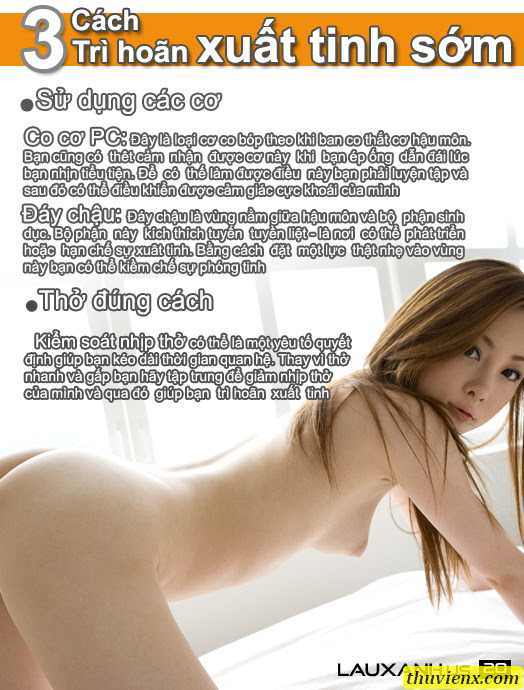 3 Cách
Trì hoãn xuất tinh sớm
Sử dụng các cơ
Co cơ PC: Đây là loại cơ co bóp theo khi ban co thắt cơ hậu môn.
Bạn cũng có thêt cảm nhận được cơ này khi bạn ép ống dẫn đái lúc
bạn nhịn tiểu tiện. Để có thể làm được điều này bạn phải luyện tập và
sau đó có thể điều khiển được cảm giác cực khoái của mình
Đáy chậu: Đáy chậu là vùng nằm giữa hậu môn và bộ phận sinh
dục. Bộ phận này kích thích tuyến tuyền liệt - là nơi có thể phát triển
hoặc hạn chế sự xuất tinh. Bằng cách đặt một lực thật nhẹ vào vùng
này bạn có thể kiềm chế sự phóng tinh
Thở đúng cách
Kiểm soát nhịp thở có thể là một yếu tố quyết
định giúp bạn kéo dài thời gian quan hệ. Thay vì thở
nhanh và gấp bạn hãy tập trung để giảm nhịp thở
của mình và qua đó giúp bạn trì hoãn xuất tinh
LAUXANH.US 20
thuvienx.com